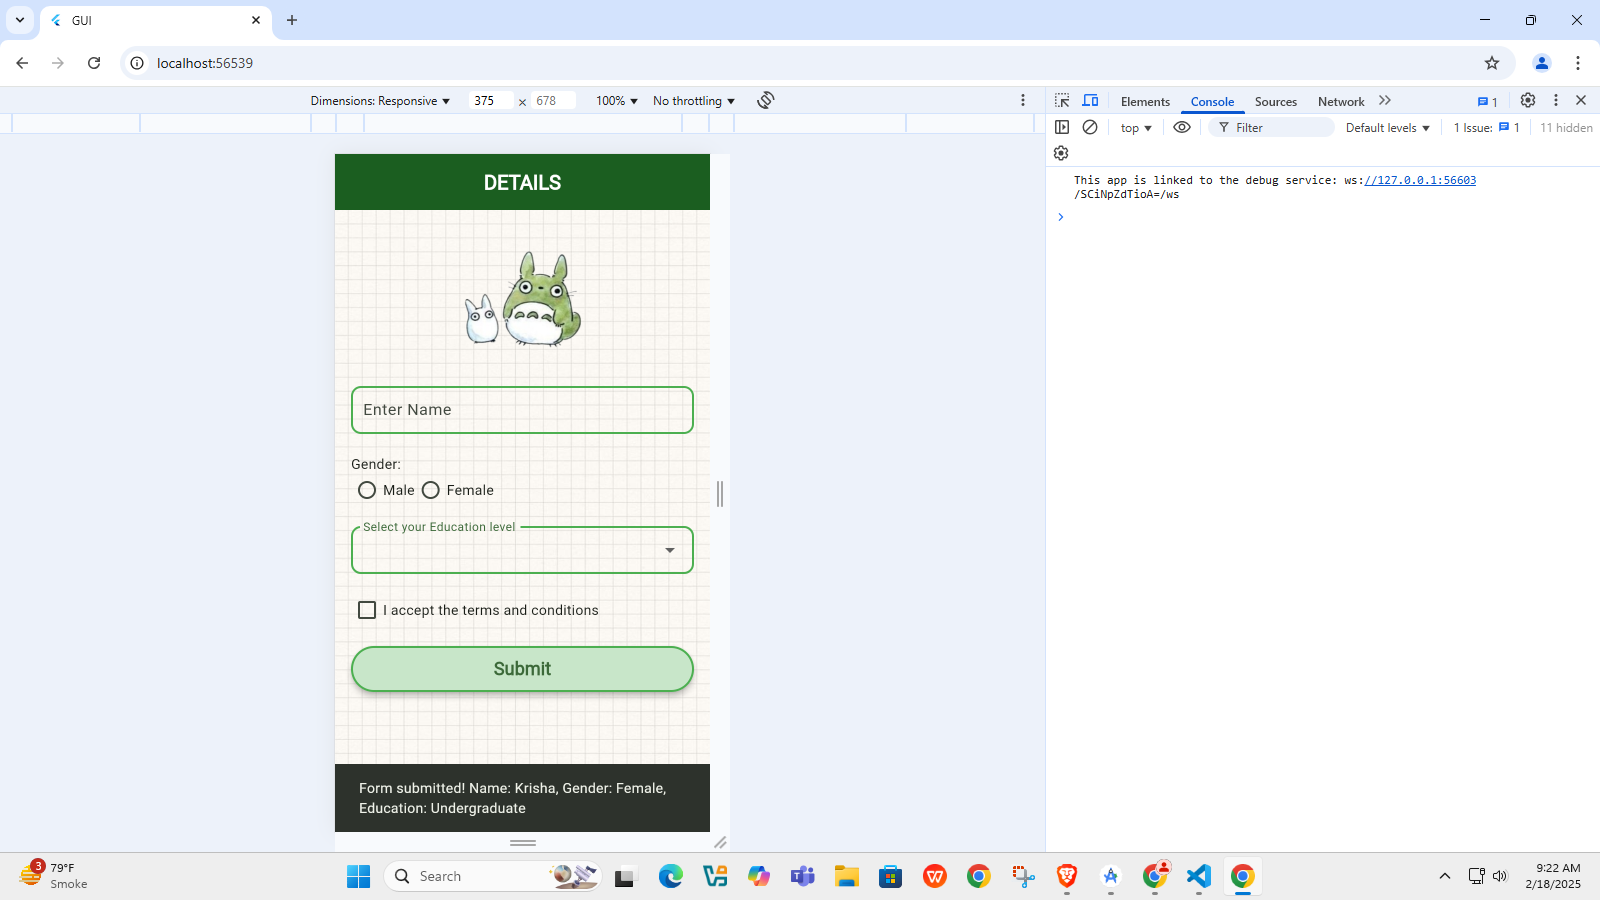 GUI
localhost:56539
Dimensions: Responsive
375 × 678
100%
No throttling
Elements
Console
Sources
Network
1
top
Filter
Default levels
1 Issue: 1
11 hidden
This app is linked to the debug service: ws://127.0.0.1:56603
/SCiNpZdTioA=/ws
DETAILS
Enter Name
Gender:
Male
Female
Select your Education level
I accept the terms and conditions
Submit
Form submitted! Name: Krisha, Gender: Female,
Education: Undergraduate
3
79°F
Smoke
Search
9:22 AM
2/18/2025